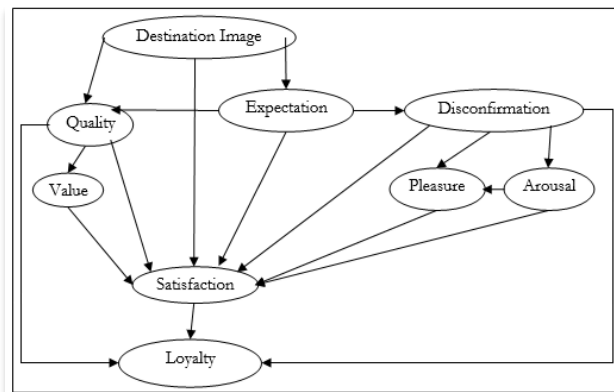 Destination Image
Expectation
Disconfirmation
Quality
Value
Pleasure
Arousal
Satisfaction
Loyalty